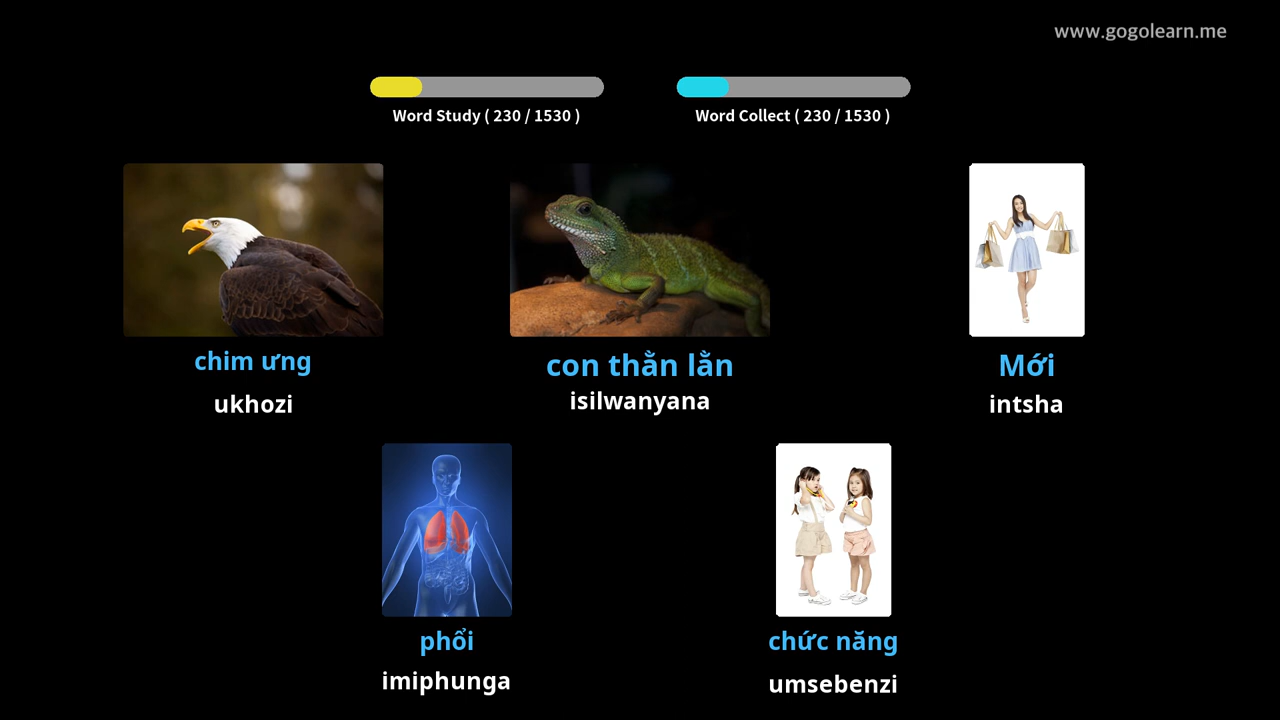 www.gogolearn.me
Word Study ( 230 / 1530 )
Word Collect ( 230 / 1530 )
chim ưng
ukhozi
con thằn lằn
isilwanyana
Mới
intsha
phổi
imiphunga
chức năng
umsebenzi